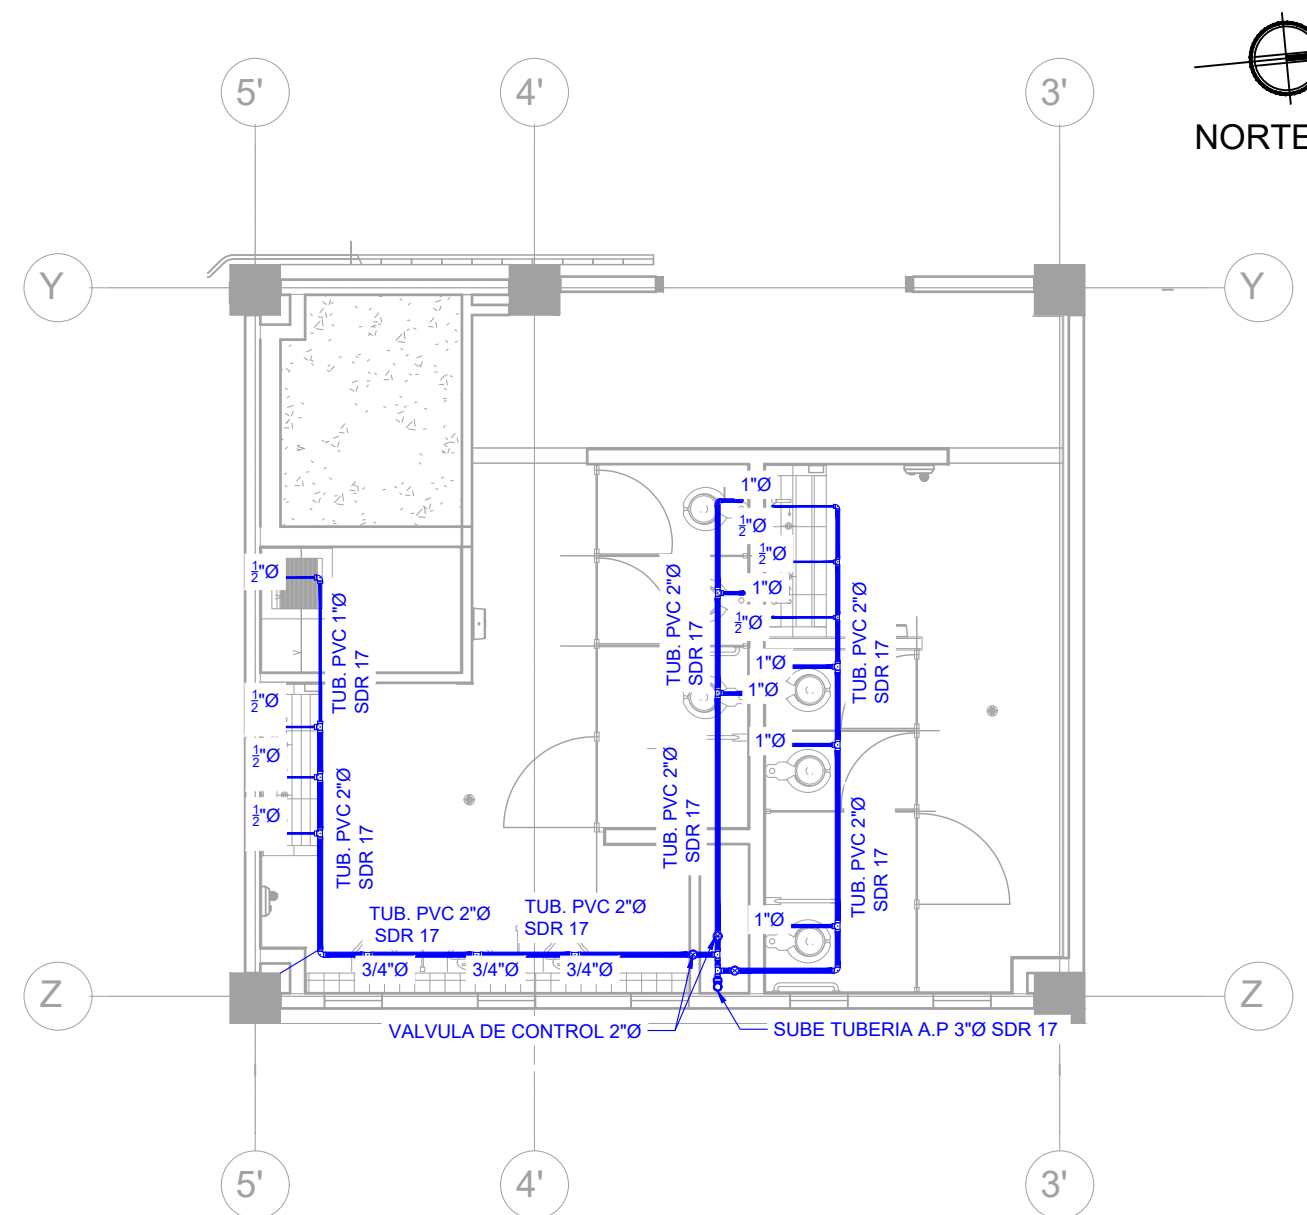 5'
4'
3'
NORTE
Y
Y
1"Ø
½"Ø
½"Ø
1"Ø
½"Ø
1"Ø
1"Ø
1"Ø
1"Ø
½"Ø
½"Ø
½"Ø
½"Ø
TUB. PVC 1"Ø
SDR 17
TUB. PVC 2"Ø
SDR 17
TUB. PVC 2"Ø
SDR 17
TUB. PVC 2"Ø
SDR 17
TUB. PVC 2"Ø
SDR 17
TUB. PVC 2"Ø
SDR 17
TUB. PVC 2"Ø
SDR 17
TUB. PVC 2"Ø
SDR 17
3/4"Ø
3/4"Ø
3/4"Ø
Z
Z
VALVULA DE CONTROL 2"Ø
SUBE TUBERIA A.P 3"Ø SDR 17
5'
4'
3'